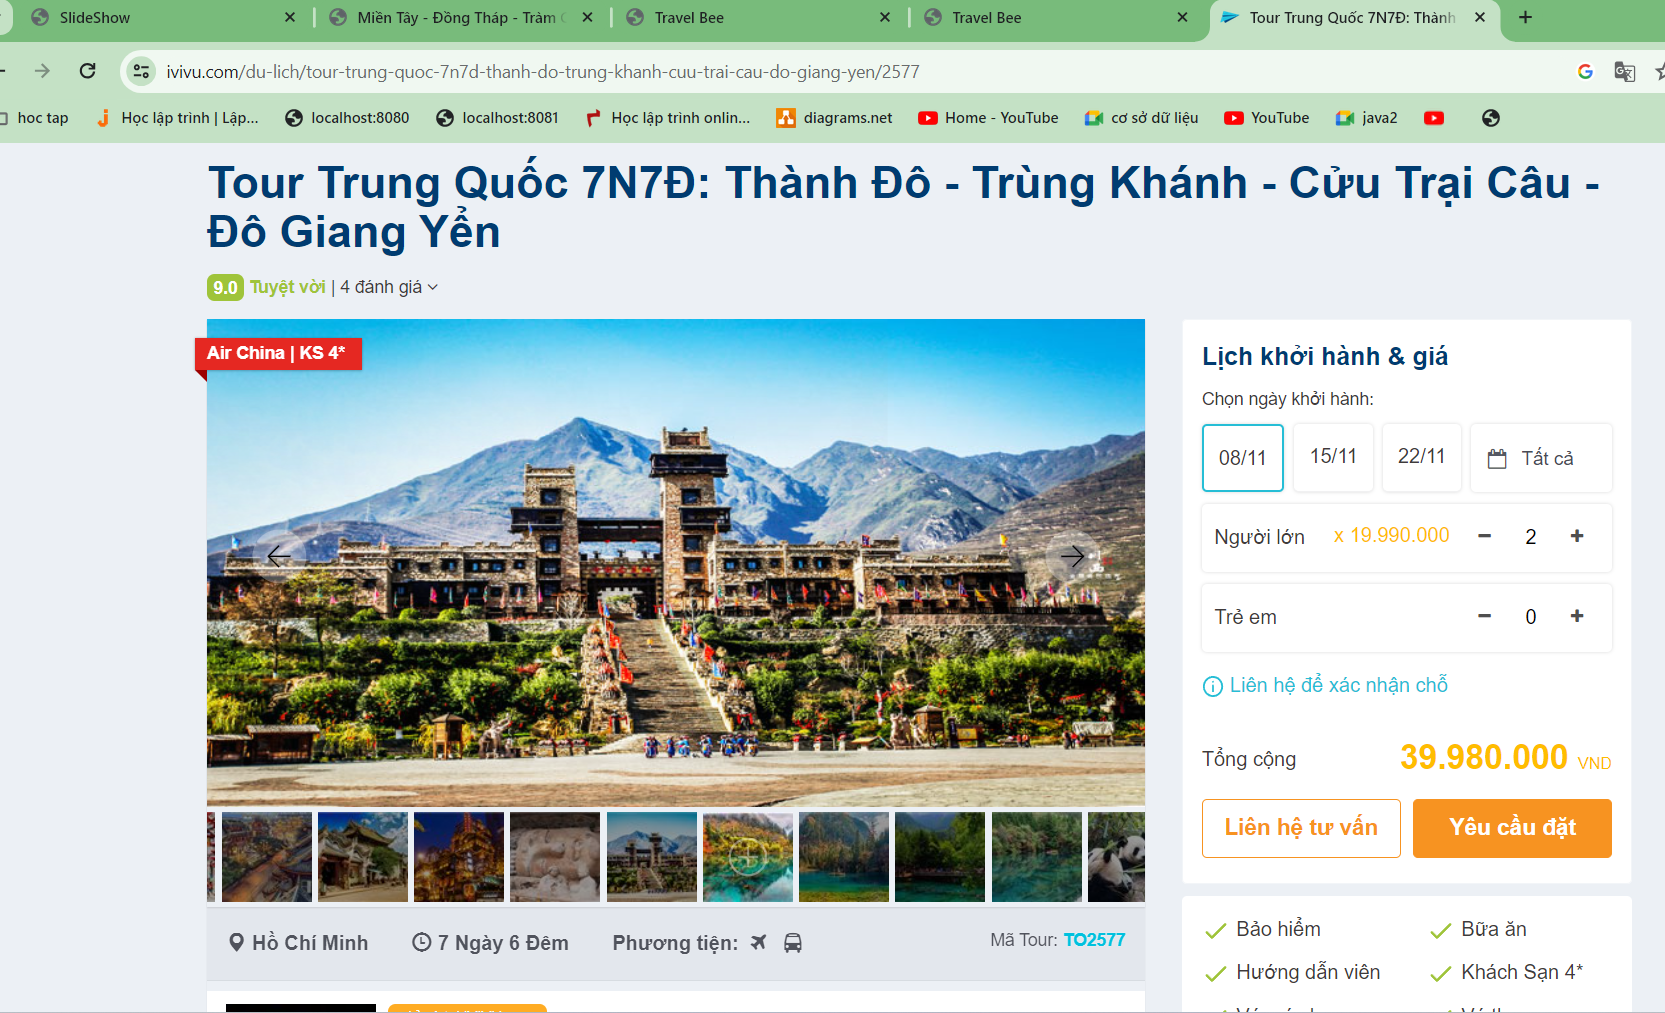 SlideShow
Miền Tây - Đồng Tháp - Tràm
Travel Bee
Travel Bee
Tour Trung Quốc 7N7Đ: Thành
ivivu.com/du-lich/tour-trung-quoc-7n7d-thanh-do-trung-khanh-cuu-trai-cau-do-giang-yen/2577
hoc tap
Học lập trình | Lập...
localhost:8080
localhost:8081
Học lập trình onlin...
diagrams.net
Home - YouTube
cơ sở dữ liệu
YouTube
java2
Tour Trung Quốc 7N7Đ: Thành Đô - Trùng Khánh - Cửu Trại Câu -
Đô Giang Yển
9.0 Tuyệt vời | 4 đánh giá
Air China | KS 4*
Lịch khởi hành & giá
Chọn ngày khởi hành:
08/11
15/11
22/11
Tất cả
Người lớn x 19.990.000 − 2 +
Trẻ em − 0 +
Liên hệ để xác nhận chỗ
Tổng cộng 39.980.000 VND
Liên hệ tư vấn
Yêu cầu đặt
Hồ Chí Minh
7 Ngày 6 Đêm
Phương tiện:
Mã Tour: TO2577
Bảo hiểm
Bữa ăn
Hướng dẫn viên
Khách Sạn 4*